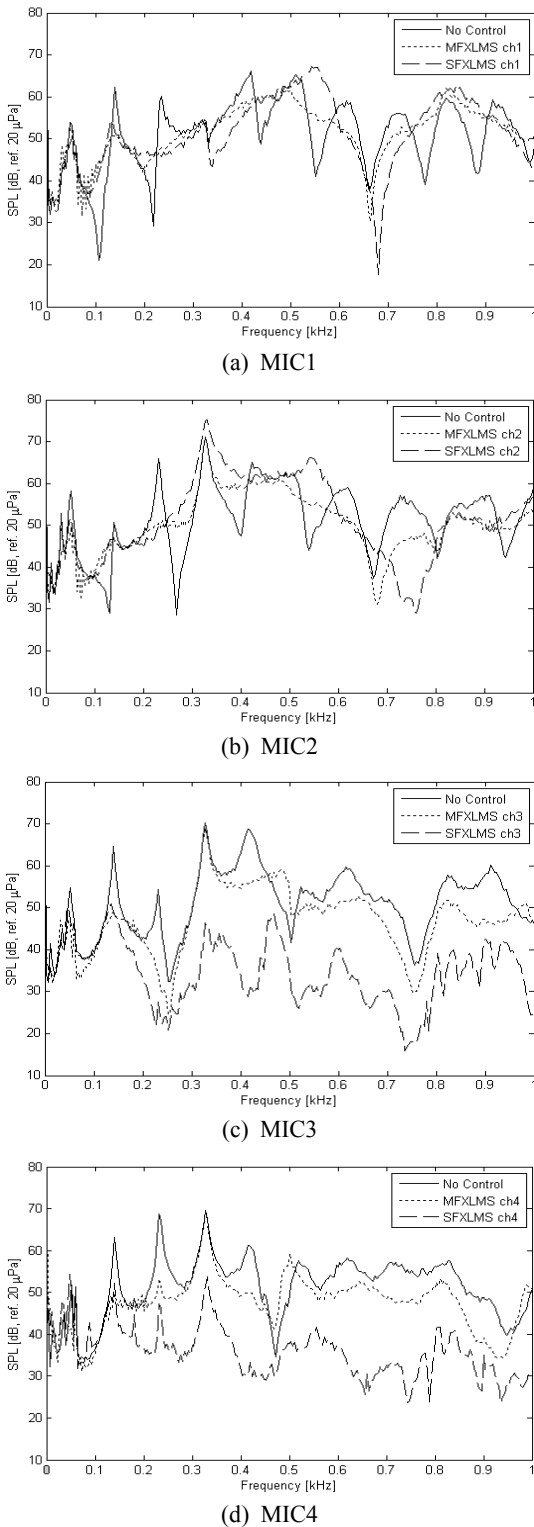 80
70
60
50
40
30
20
10
SPL [dB, ref. 20 μPa]
No Control
MFXLMS ch1
SFXLMS ch1
0 0.1 0.2 0.3 0.4 0.5 0.6 0.7 0.8 0.9 1
Frequency [kHz]
(a) MIC1
80
70
60
50
40
30
20
10
SPL [dB, ref. 20 μPa]
No Control
MFXLMS ch2
SFXLMS ch2
0 0.1 0.2 0.3 0.4 0.5 0.6 0.7 0.8 0.9 1
Frequency [kHz]
(b) MIC2
80
70
60
50
40
30
20
10
SPL [dB, ref. 20 μPa]
No Control
MFXLMS ch3
SFXLMS ch3
0 0.1 0.2 0.3 0.4 0.5 0.6 0.7 0.8 0.9 1
Frequency [kHz]
(c) MIC3
80
70
60
50
40
30
20
10
SPL [dB, ref. 20 μPa]
No Control
MFXLMS ch4
SFXLMS ch4
0 0.1 0.2 0.3 0.4 0.5 0.6 0.7 0.8 0.9 1
Frequency [kHz]
(d) MIC4